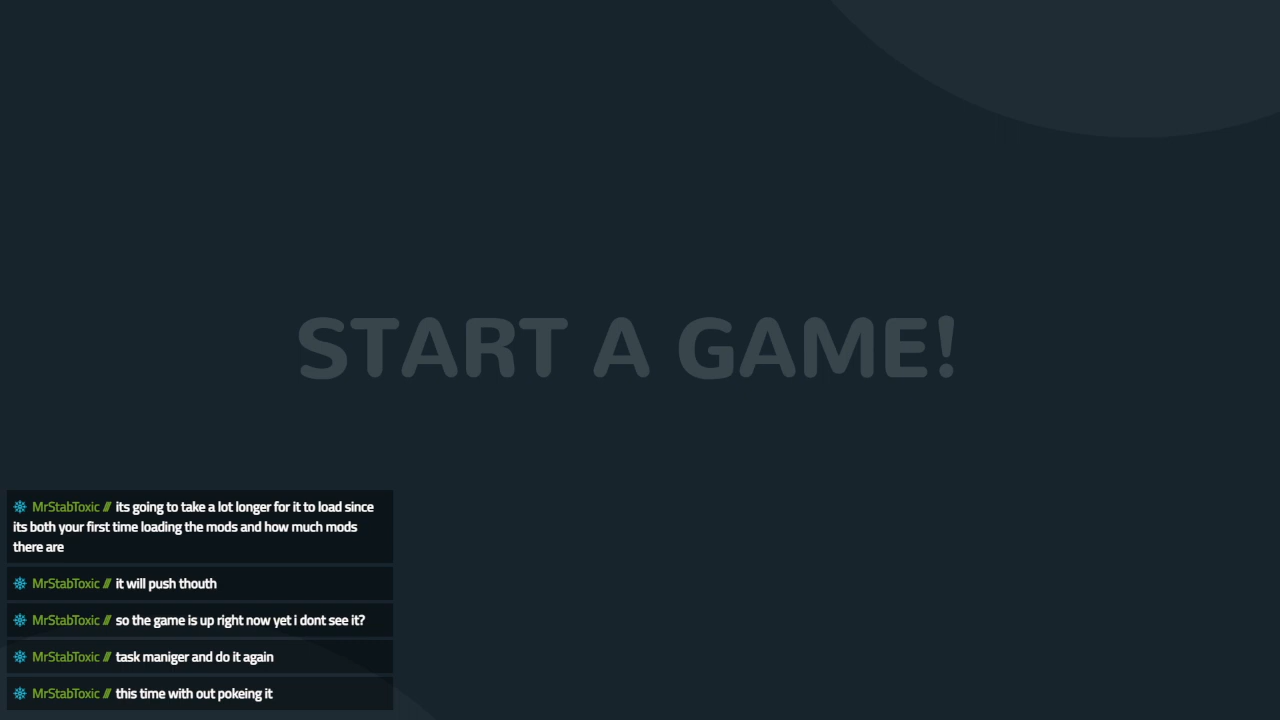 START A GAME!
MrStabToxic // its going to take a lot longer for it to load since
its both your first time loading the mods and how much mods
there are
MrStabToxic // it will push thouth
MrStabToxic // so the game is up right now yet i dont see it?
MrStabToxic // task maniger and do it again
MrStabToxic // this time with out pokeing it